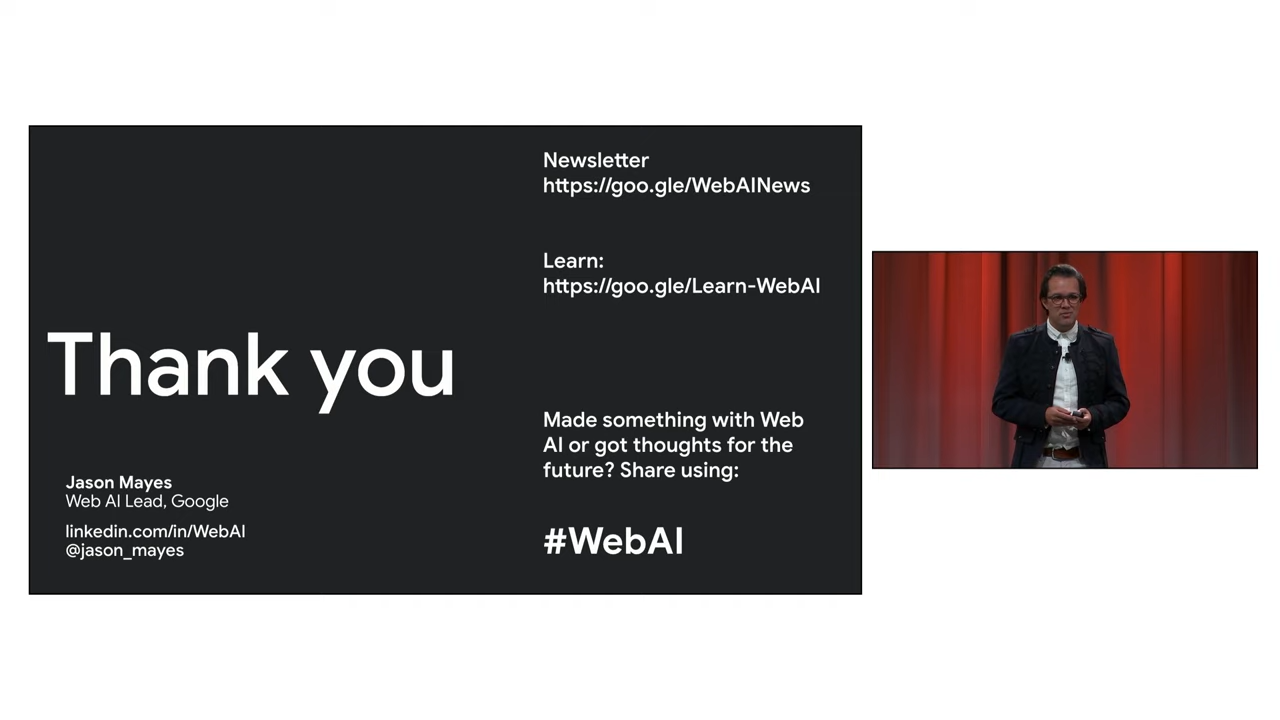 Thank you
Jason Mayes
Web AI Lead, Google
linkedin.com/in/WebAI
@jason_mayes
Newsletter
https://goo.gle/WebAINews
Learn:
https://goo.gle/Learn-WebAI
Made something with Web
AI or got thoughts for the
future? Share using:
#WebAI